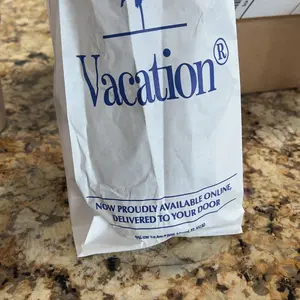 Vacation®
NOW PROUDLY AVAILABLE ONLINE,
DELIVERED TO YOUR DOOR